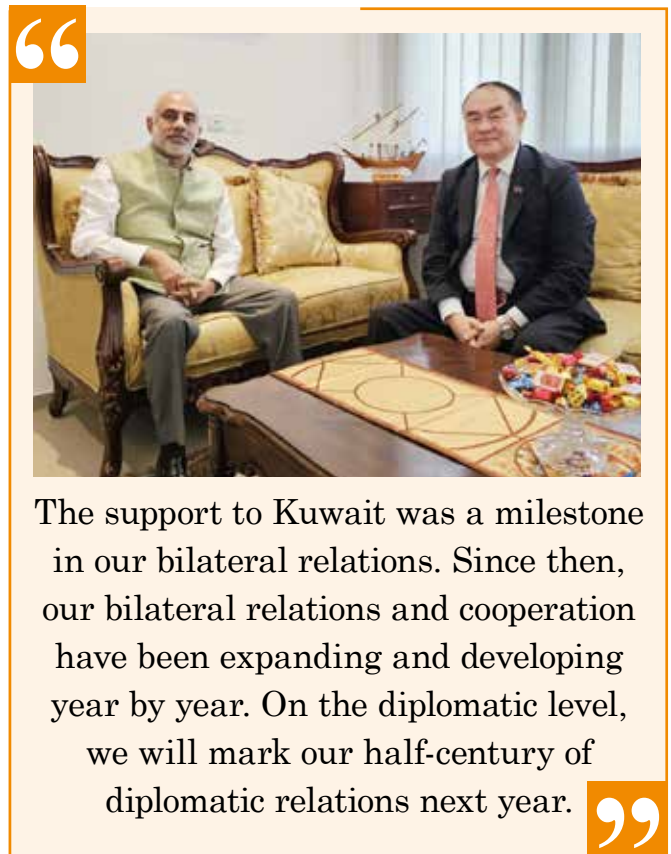 “
The support to Kuwait was a milestone
in our bilateral relations. Since then,
our bilateral relations and cooperation
have been expanding and developing
year by year. On the diplomatic level,
we will mark our half-century of
diplomatic relations next year.
”